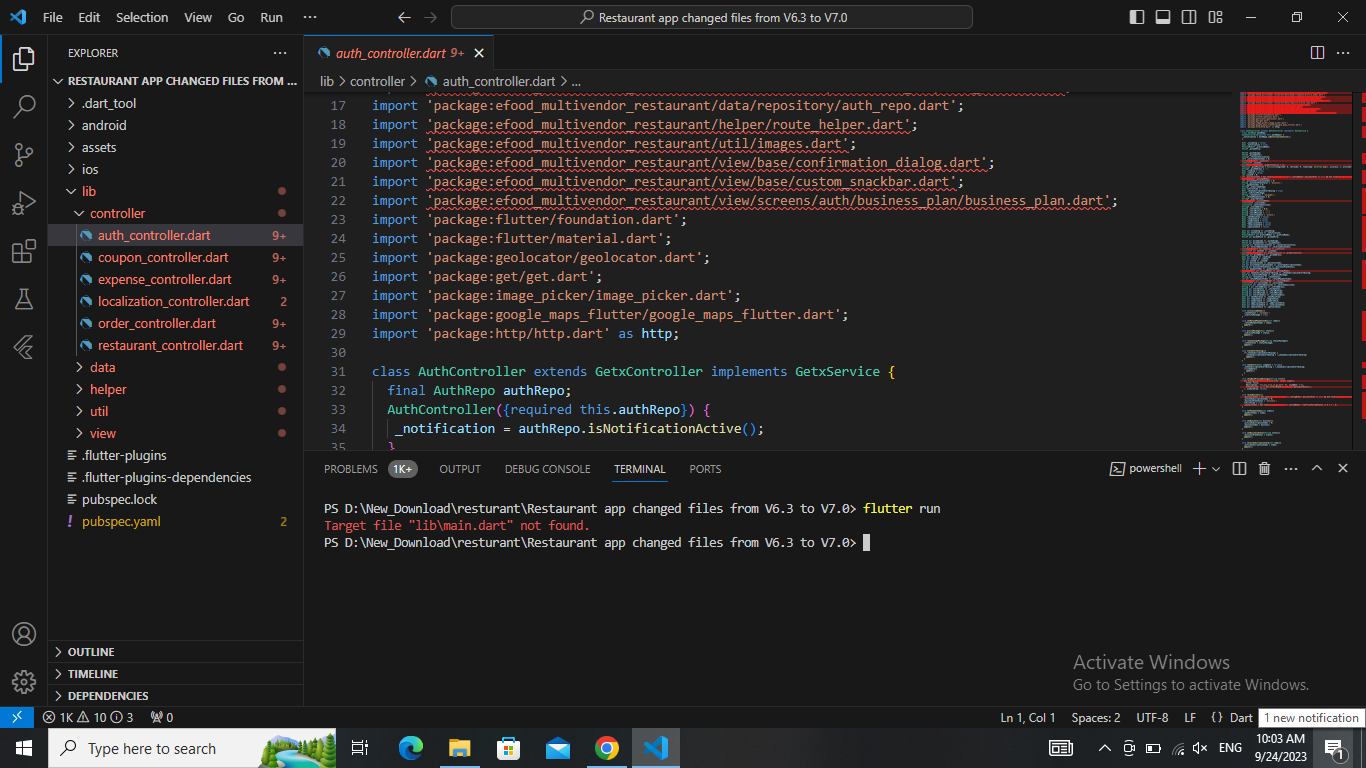 File Edit Selection View Go Run ··· Restaurant app changed files from V6.3 to V7.0
EXPLORER
RESTAURANT APP CHANGED FILES FROM ...
.dart_tool
android
assets
ios
lib
controller
auth_controller.dart 9+
coupon_controller.dart 9+
expense_controller.dart 9+
localization_controller.dart 2
order_controller.dart 9+
restaurant_controller.dart 9+
data
helper
util
view
.flutter-plugins
.flutter-plugins-dependencies
pubspec.lock
! pubspec.yaml 2
OUTLINE
TIMELINE
DEPENDENCIES
auth_controller.dart 9+
lib > controller > auth_controller.dart > ...
17 import 'package:efood_multivendor_restaurant/data/repository/auth_repo.dart';
18 import 'package:efood_multivendor_restaurant/helper/route_helper.dart';
19 import 'package:efood_multivendor_restaurant/util/images.dart';
20 import 'package:efood_multivendor_restaurant/view/base/confirmation_dialog.dart';
21 import 'package:efood_multivendor_restaurant/view/base/custom_snackbar.dart';
22 import 'package:efood_multivendor_restaurant/view/screens/auth/business_plan/business_plan.dart';
23 import 'package:flutter/foundation.dart';
24 import 'package:flutter/material.dart';
25 import 'package:geolocator/geolocator.dart';
26 import 'package:get/get.dart';
27 import 'package:image_picker/image_picker.dart';
28 import 'package:google_maps_flutter/google_maps_flutter.dart';
29 import 'package:http/http.dart' as http;
30
31 class AuthController extends GetxController implements GetxService {
32 final AuthRepo authRepo;
33 AuthController({required this.authRepo}) {
34 _notification = authRepo.isNotificationActive();
35 }
PROBLEMS 1K+ OUTPUT DEBUG CONSOLE TERMINAL PORTS powershell
PS D:\New_Download\resturant\Restaurant app changed files from V6.3 to V7.0> flutter run
Target file "lib\main.dart" not found.
PS D:\New_Download\resturant\Restaurant app changed files from V6.3 to V7.0>
Activate Windows
Go to Settings to activate Windows.
1K 10 3 0 Ln 1, Col 1 Spaces: 2 UTF-8 LF {} Dart 1 new notification
Type here to search ENG 10:03 AM
9/24/2023 1